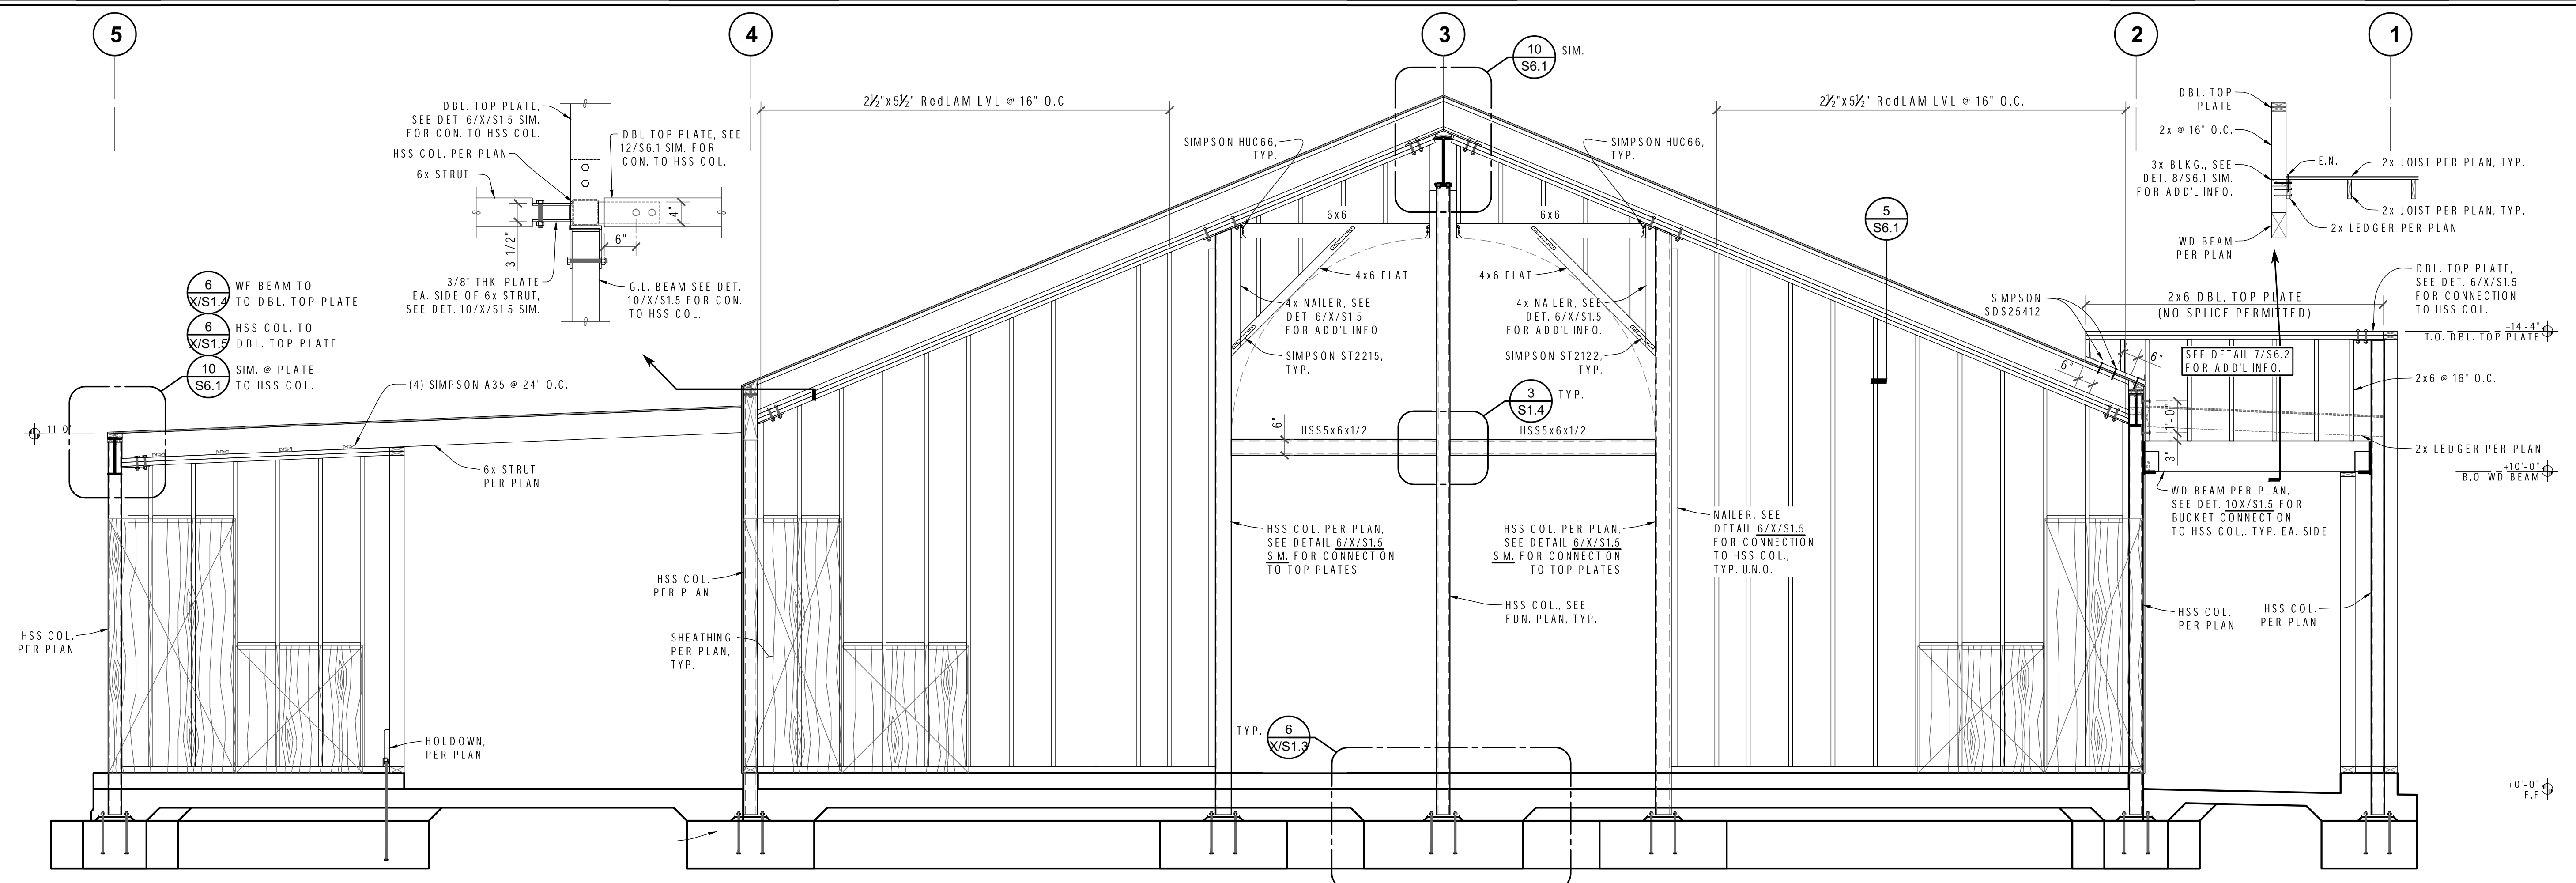 5
4
3
2
1
10
S6.1
SIM.
DBL. TOP PLATE,
SEE DET. 6/X/S1.5 SIM.
FOR CON. TO HSS COL.
HSS COL. PER PLAN
6x STRUT
DBL TOP PLATE, SEE
12/S6.1 SIM. FOR
CON. TO HSS COL.
4"
6"
3 1/2"
3/8" THK. PLATE
EA. SIDE OF 6x STRUT,
SEE DET. 10/X/S1.5 SIM.
G.L. BEAM SEE DET.
10/X/S1.5 FOR CON.
TO HSS COL.
2½"x5½" RedLAM LVL @ 16" O.C.
2½"x5½" RedLAM LVL @ 16" O.C.
SIMPSON HUC66,
TYP.
SIMPSON HUC66,
TYP.
6x6
6x6
4x6 FLAT
4x6 FLAT
4x NAILER, SEE
DET. 6/X/S1.5
FOR ADD'L INFO.
4x NAILER, SEE
DET. 6/X/S1.5
FOR ADD'L INFO.
SIMPSON ST2215,
TYP.
SIMPSON ST2122,
TYP.
3
S1.4
TYP.
6"
HSS5x6x1/2
HSS5x6x1/2
5
S6.1
DBL. TOP
PLATE
2x @ 16" O.C.
3x BLKG., SEE
DET. 8/S6.1 SIM.
FOR ADD'L INFO.
E.N.
2x JOIST PER PLAN, TYP.
2x JOIST PER PLAN, TYP.
2x LEDGER PER PLAN
WD BEAM
PER PLAN
6
X/S1.4
WF BEAM TO
TO DBL. TOP PLATE
6
X/S1.5
HSS COL. TO
DBL. TOP PLATE
10
S6.1
SIM. @ PLATE
TO HSS COL.
(4) SIMPSON A35 @ 24" O.C.
+11'-0"
6x STRUT
PER PLAN
SIMPSON
SDS25412
2x6 DBL. TOP PLATE
(NO SPLICE PERMITTED)
DBL. TOP PLATE,
SEE DET. 6/X/S1.5
FOR CONNECTION
TO HSS COL.
+14'-4"
T.O. DBL. TOP PLATE
6"
6"
SEE DETAIL 7/S6.2
FOR ADD'L INFO.
2x6 @ 16" O.C.
1'-0"
3"
2x LEDGER PER PLAN
+10'-0"
B.O. WD BEAM
WD BEAM PER PLAN,
SEE DET. 10X/S1.5 FOR
BUCKET CONNECTION
TO HSS COL,. TYP. EA. SIDE
HSS COL. PER PLAN,
SEE DETAIL 6/X/S1.5
SIM. FOR CONNECTION
TO TOP PLATES
HSS COL. PER PLAN,
SEE DETAIL 6/X/S1.5
SIM. FOR CONNECTION
TO TOP PLATES
NAILER, SEE
DETAIL 6/X/S1.5
FOR CONNECTION
TO HSS COL.,
TYP. U.N.O.
HSS COL., SEE
FDN. PLAN, TYP.
HSS COL.
PER PLAN
HSS COL.
PER PLAN
SHEATHING
PER PLAN,
TYP.
HSS COL.
PER PLAN
HSS COL.
PER PLAN
HOLDOWN,
PER PLAN
TYP.
6
X/S1.3
+0'-0"
F.F